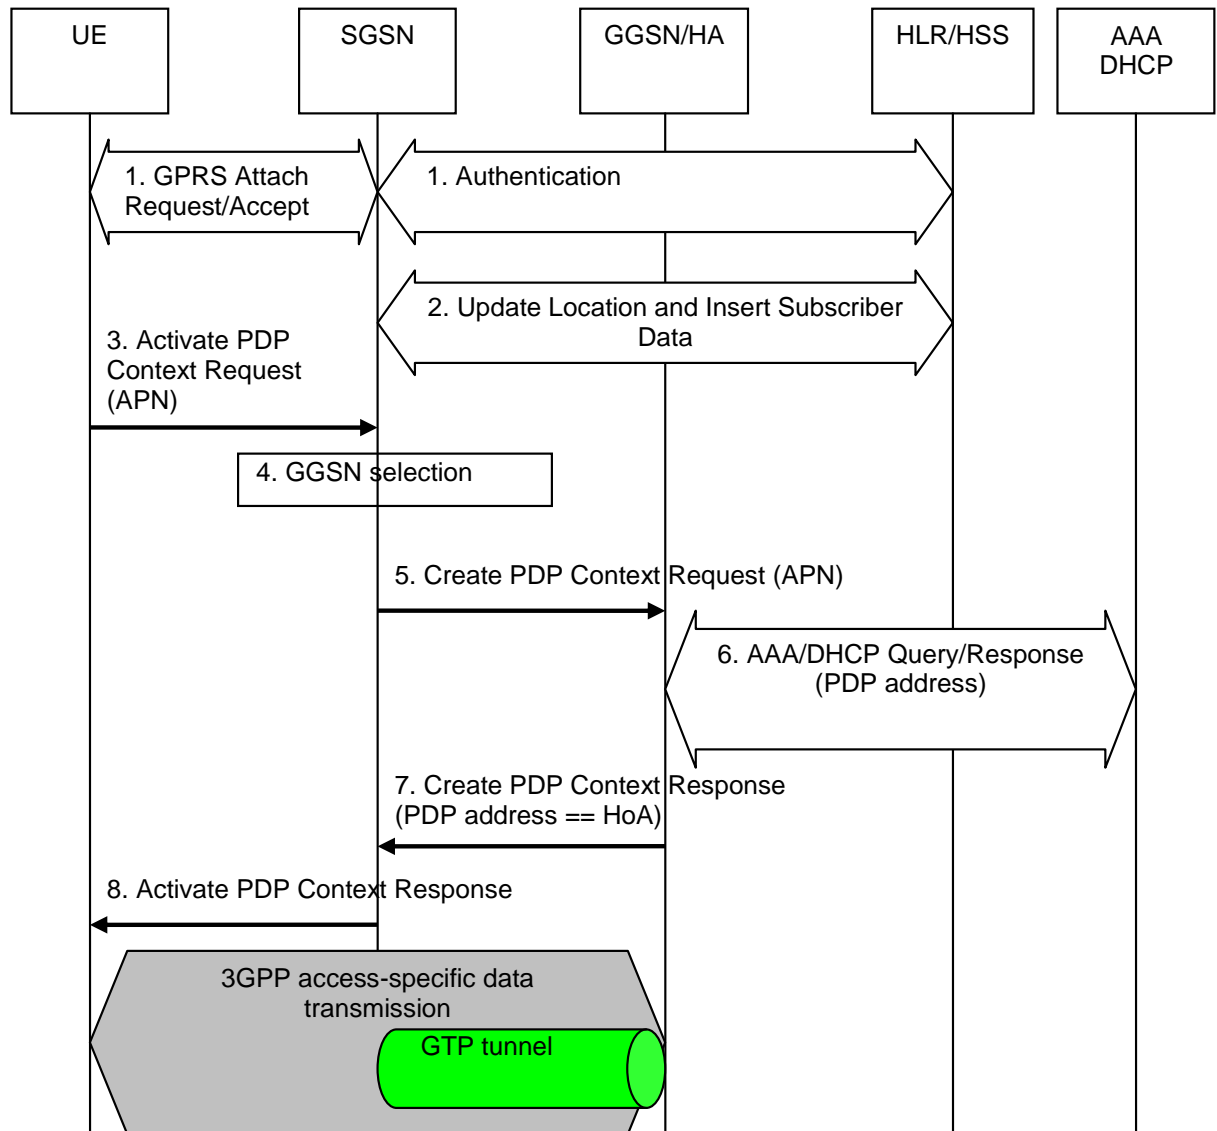 UE
SGSN
GGSN/HA
HLR/HSS
AAA
DHCP
1. GPRS Attach
Request/Accept
1. Authentication
2. Update Location and Insert Subscriber
Data
3. Activate PDP
Context Request
(APN)
4. GGSN selection
5. Create PDP Context Request (APN)
6. AAA/DHCP Query/Response
(PDP address)
7. Create PDP Context Response
(PDP address == HoA)
8. Activate PDP Context Response
3GPP access-specific data
transmission
GTP tunnel